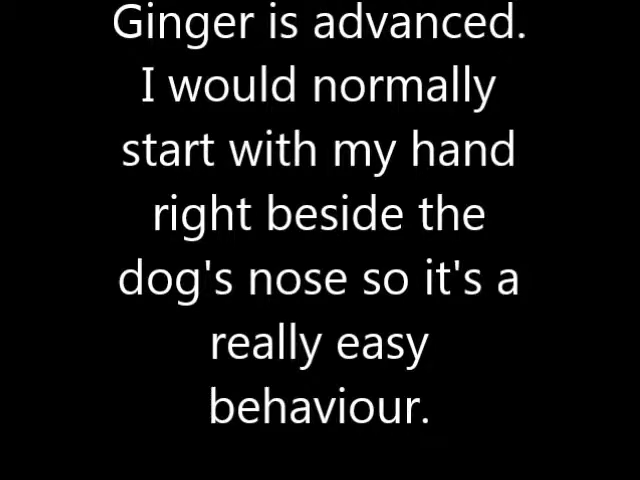 Ginger is advanced.
I would normally
start with my hand
right beside the
dog's nose so it's a
really easy
behaviour.